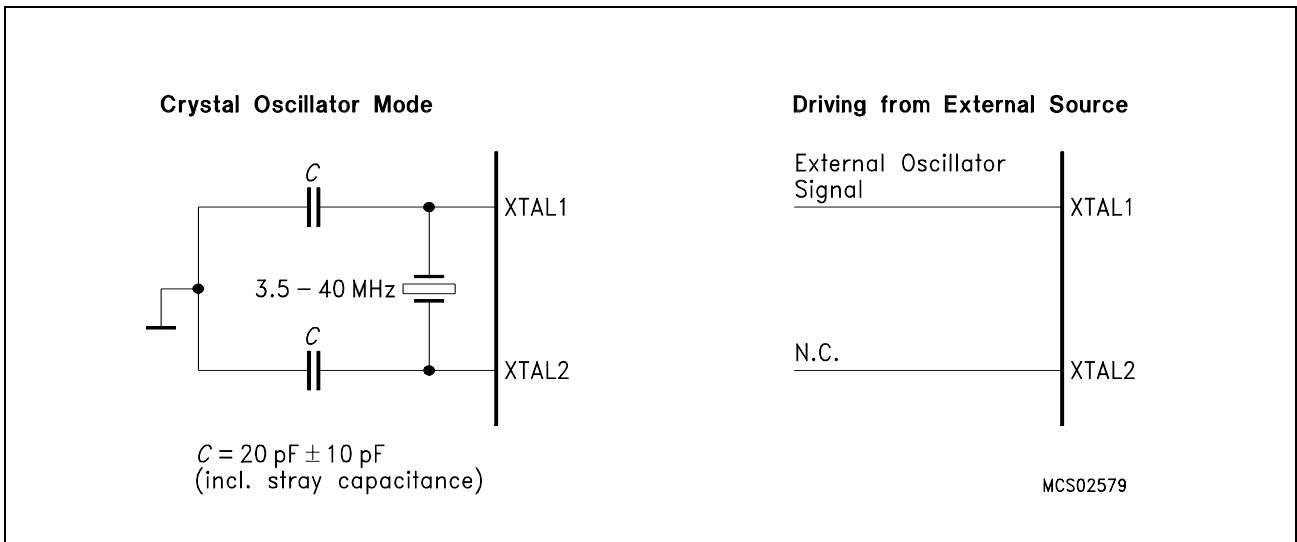 Crystal Oscillator Mode
C
XTAL1
3.5 – 40 MHz
C
XTAL2
C = 20 pF ± 10 pF
(incl. stray capacitance)
Driving from External Source
External Oscillator
Signal
XTAL1
N.C.
XTAL2
MCS02579